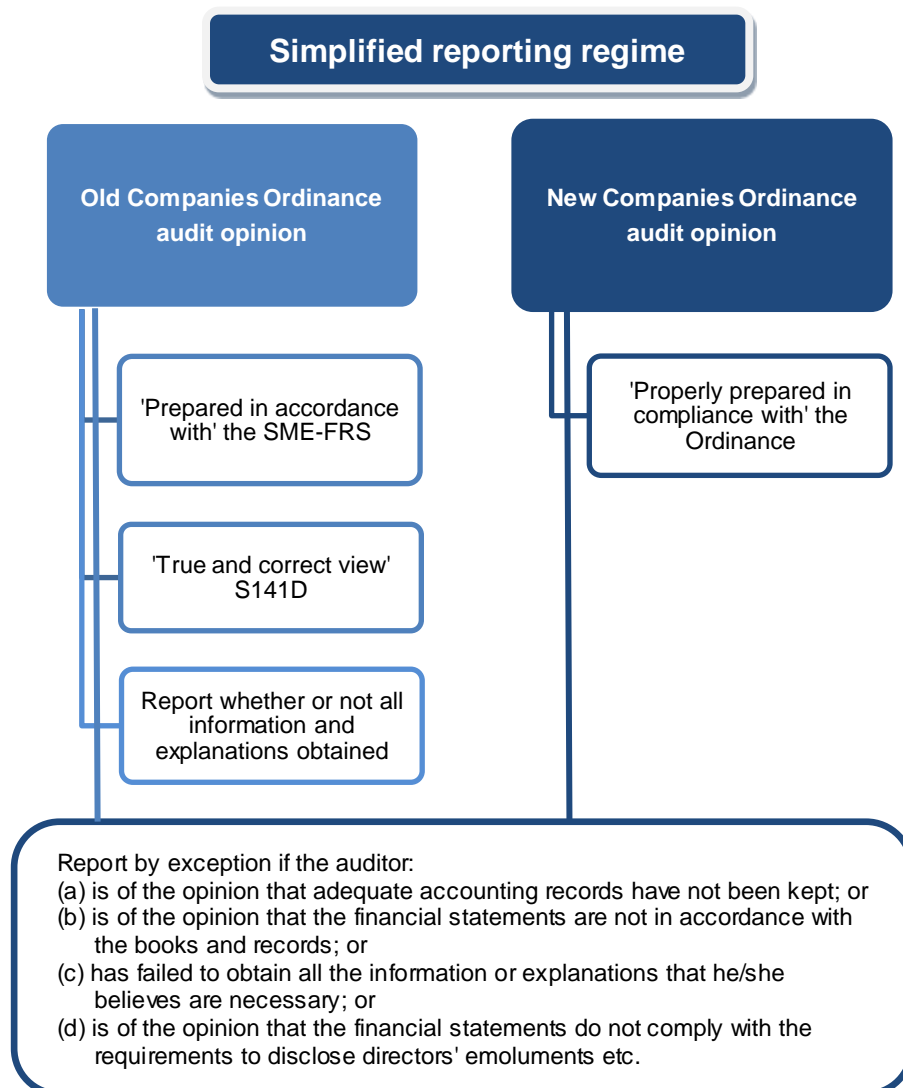 Simplified reporting regime
Old Companies Ordinance
audit opinion
New Companies Ordinance
audit opinion
'Prepared in accordance
with' the SME-FRS
'Properly prepared in
compliance with' the
Ordinance
'True and correct view'
S141D
Report whether or not all
information and
explanations obtained
Report by exception if the auditor:
(a) is of the opinion that adequate accounting records have not been kept; or
(b) is of the opinion that the financial statements are not in accordance with
the books and records; or
(c) has failed to obtain all the information or explanations that he/she
believes are necessary; or
(d) is of the opinion that the financial statements do not comply with the
requirements to disclose directors' emoluments etc.